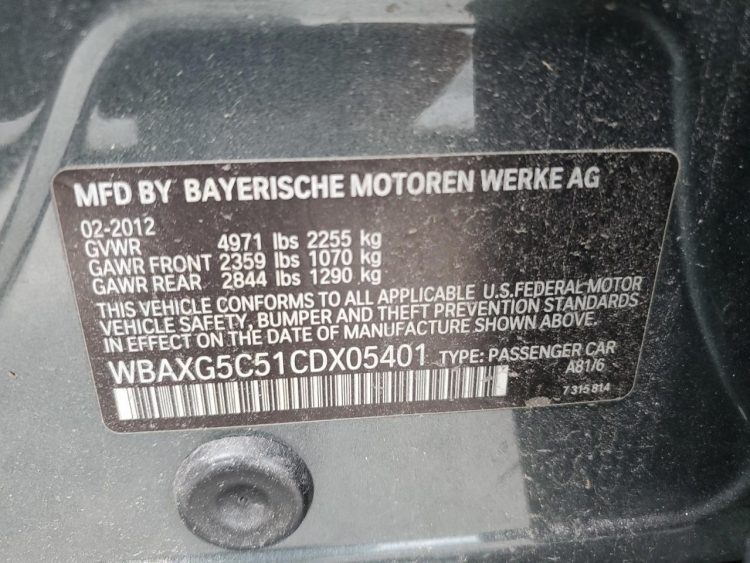 MFD BY BAYERISCHE MOTOREN WERKE AG
02-2012
GVWR 4971 lbs 2255 kg
GAWR FRONT 2359 lbs 1070 kg
GAWR REAR 2844 lbs 1290 kg
THIS VEHICLE CONFORMS TO ALL APPLICABLE U.S.FEDERAL MOTOR
VEHICLE SAFETY, BUMPER AND THEFT PREVENTION STANDARDS
IN EFFECT ON THE DATE OF MANUFACTURE SHOWN ABOVE.
WBAXG5C51CDX05401 TYPE: PASSENGER CAR
A81/6
7 315 814